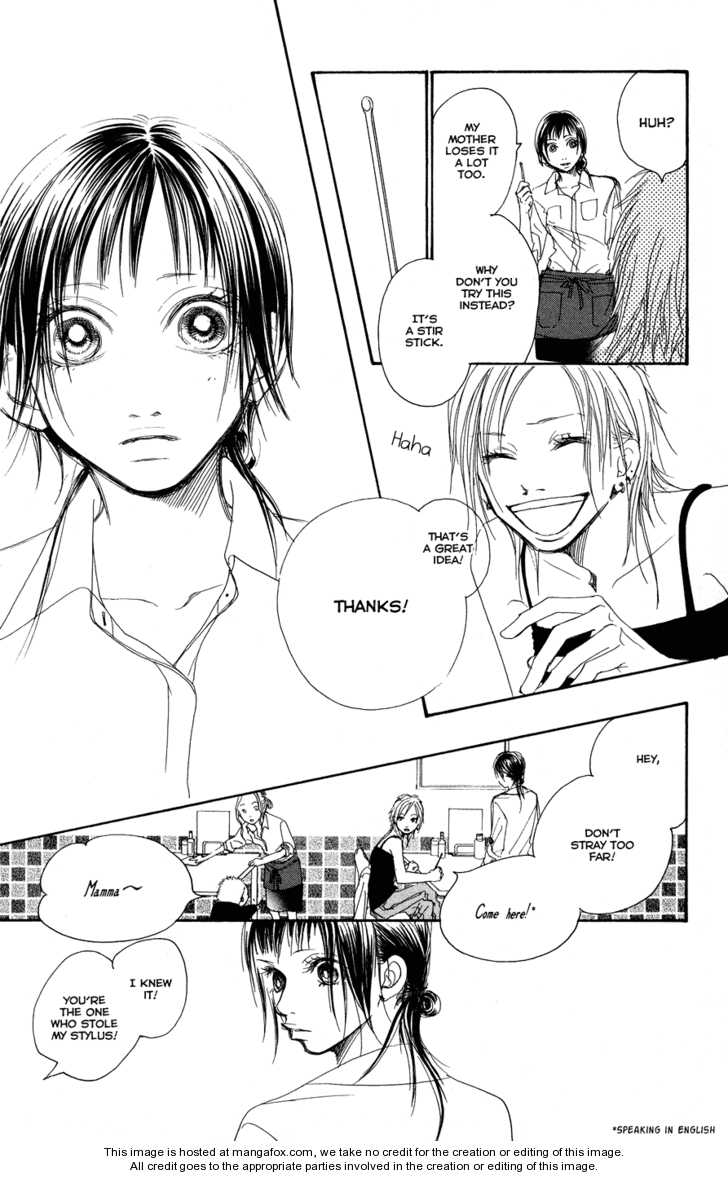 HUH?
MY
MOTHER
LOSES IT
A LOT
TOO.
WHY
DON'T YOU
TRY THIS
INSTEAD?
IT'S
A STIR
STICK.
Haha
THAT'S
A GREAT
IDEA!
THANKS!
HEY,
DON'T
STRAY TOO
FAR!
Come here!*
Mamma~
I KNEW
IT!
YOU'RE
THE ONE
WHO STOLE
MY STYLUS!
*SPEAKING IN ENGLISH
This image is hosted at mangafox.com, we take no credit for the creation or editing of this image.
All credit goes to the appropriate parties involved in the creation or editing of this image.